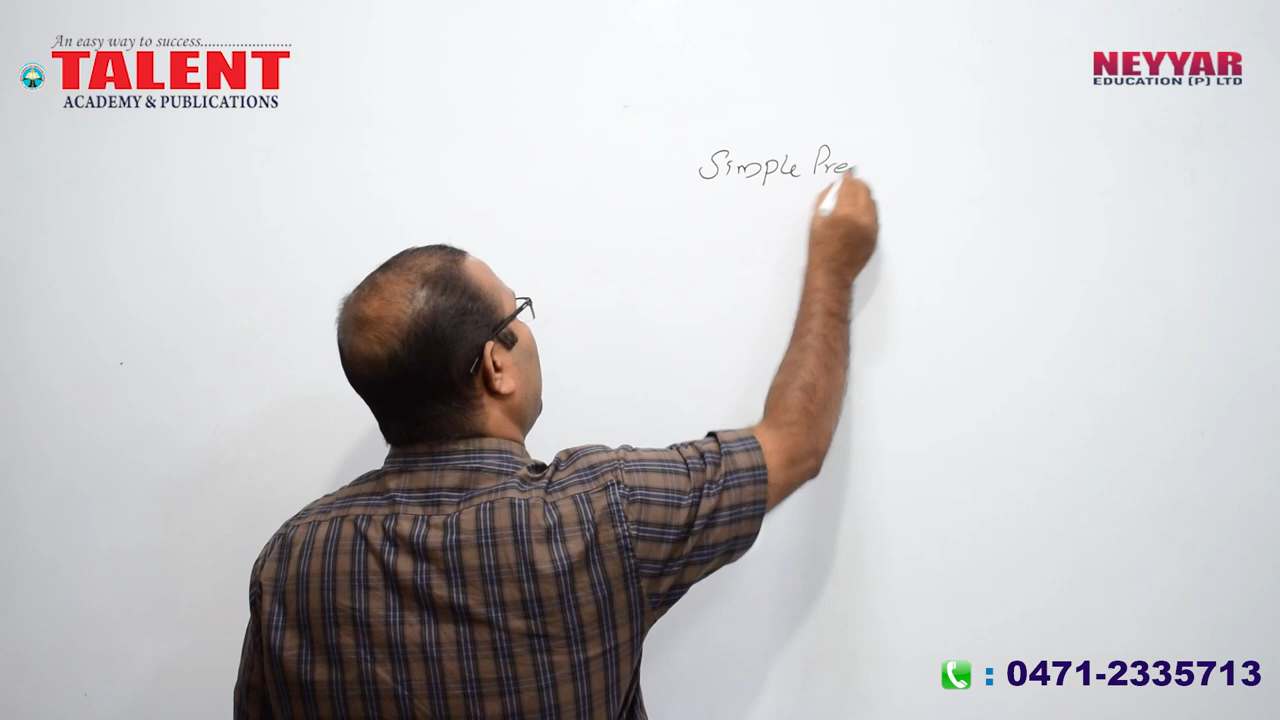 An easy way to success.......................
TALENT
ACADEMY & PUBLICATIONS
NEYYAR
EDUCATION (P) LTD
Simple Pre
: 0471-2335713